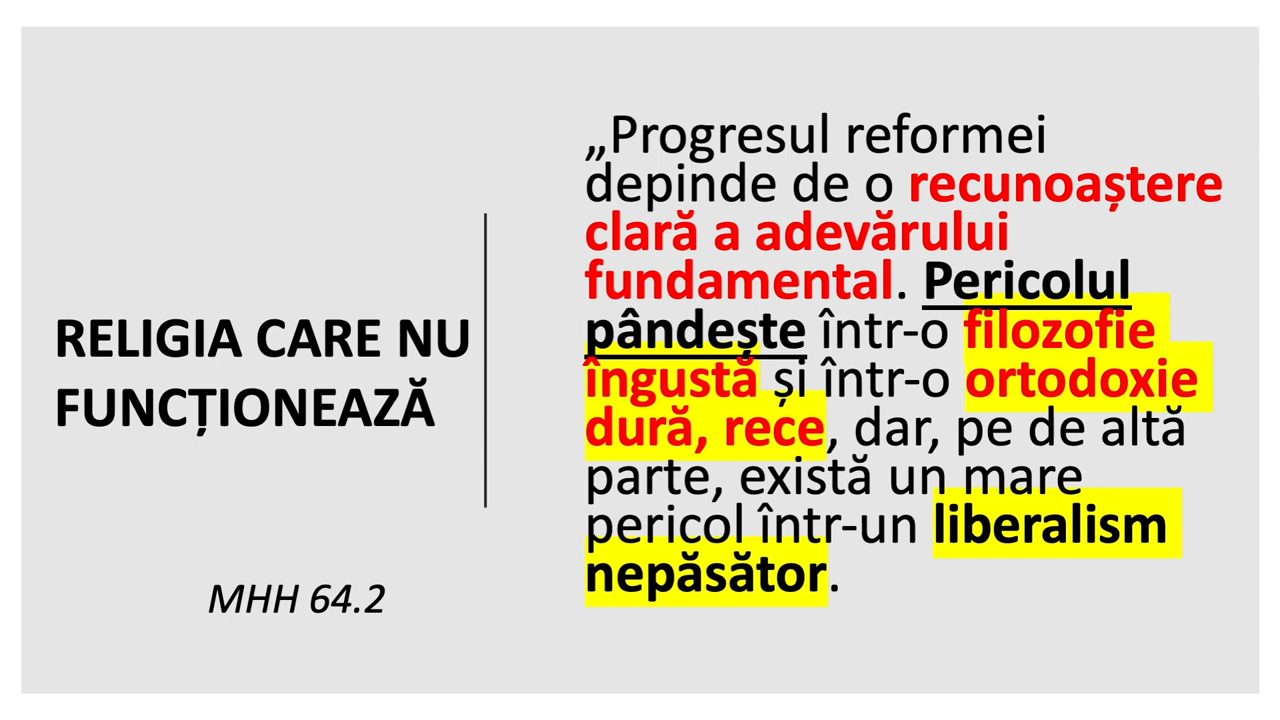 RELIGIA CARE NU
FUNCȚIONEAZĂ
MHH 64.2
„Progresul reformei
depinde de o recunoaștere
clară a adevărului
fundamental. Pericolul
pândește într-o filozofie
îngustă și într-o ortodoxie
dură, rece, dar, pe de altă
parte, există un mare
pericol într-un liberalism
nepăsător.